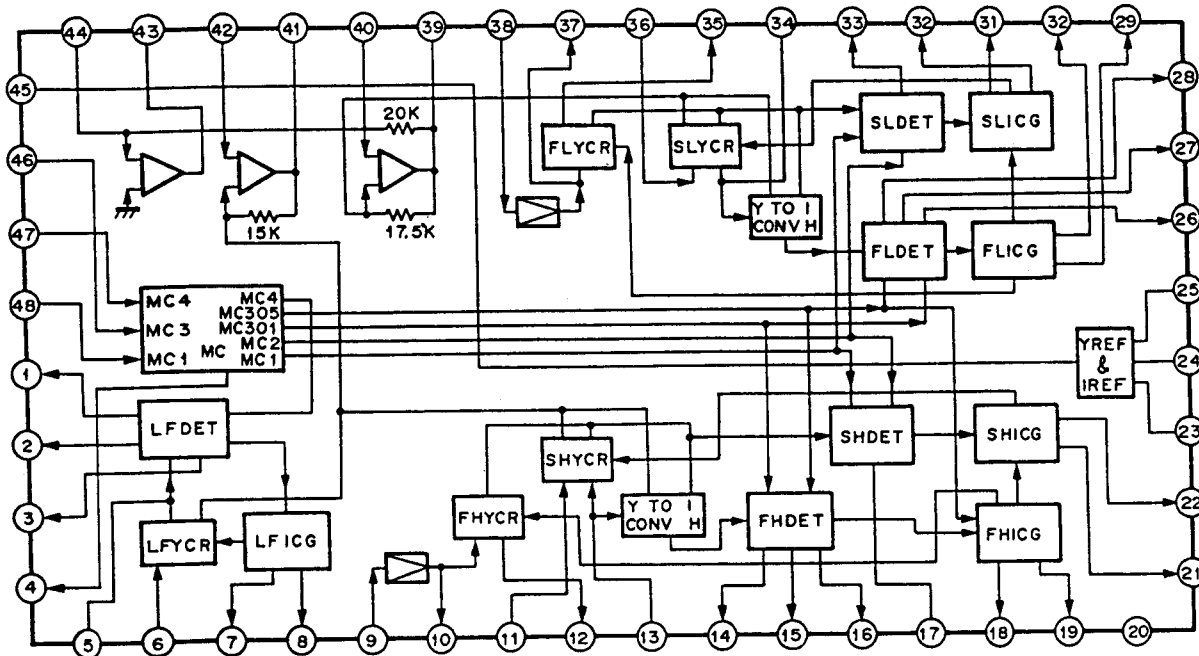 44 43 42 41 40 39 38 37 36 35 34 33 32 31 32 29
45
28
20K
SLDET
SLICG
FLYCR
SLYCR
46
27
Y TO I
CONV H
15K
17.5K
26
47
FLDET
FLICG
MC4
MC4
MC305
25
48
MC3
MC301
MC
MC2
MC1
MC1
YREF
&
IREF
24
1
LFDET
SHDET
SHICG
23
2
SHYCR
3
FHYCR
Y TO I
CONV H
FHDET
22
LFYCR
LFICG
FHICG
21
4
5 6 7 8 9 10 11 12 13 14 15 16 17 18 19 20